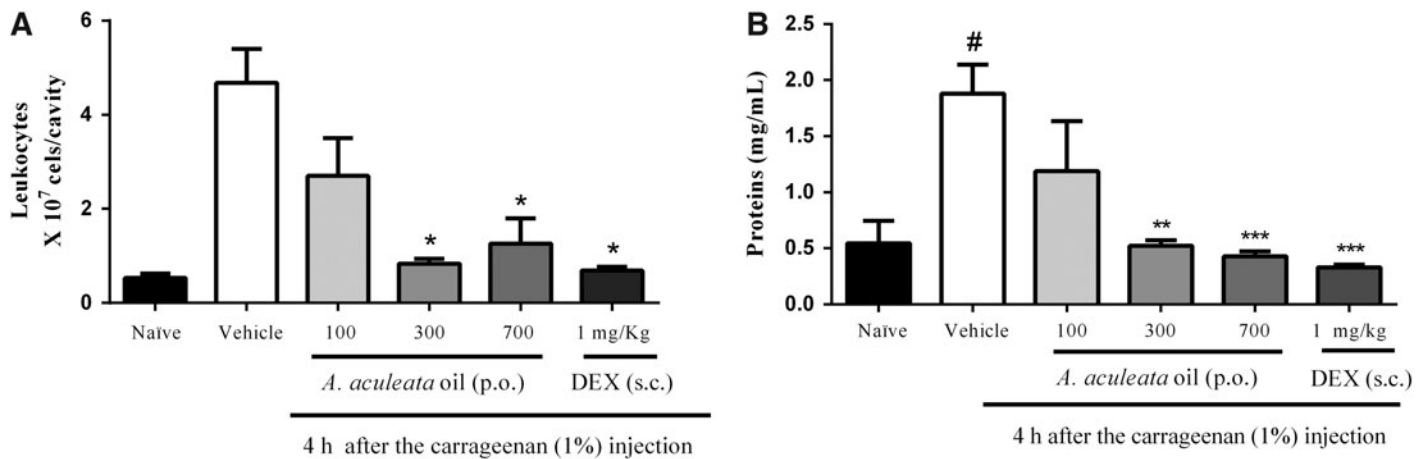 A
Leukocytes
X 10⁷ cels/cavity
6
4
2
0
*
*
*
Naïve
Vehicle
100
300
700
1 mg/Kg
A. aculeata oil (p.o.)
DEX (s.c.)
4 h after the carrageenan (1%) injection
B
Proteins (mg/mL)
2.5
2.0
1.5
1.0
0.5
0.0
#
**
***
***
Naïve
Vehicle
100
300
700
1 mg/kg
A. aculeata oil (p.o.)
DEX (s.c.)
4 h after the carrageenan (1%) injection